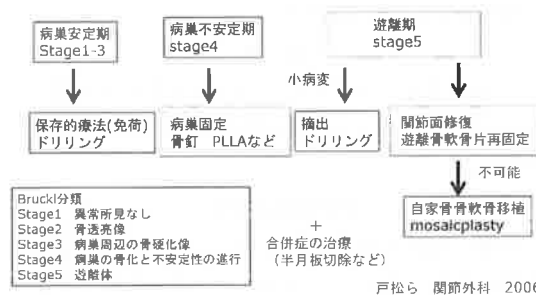 病巣安定期
Stage1-3
病巣不安定期
stage4
遊離期
stage5
小病変
保存的療法(免荷)
ドリリング
病巣固定
骨釘 PLLAなど
摘出
ドリリング
関節面修復
遊離骨軟骨片再固定
不可能
自家骨骨軟骨移植
mosaicplasty
Bruckl分類
Stage1 異常所見なし
Stage2 骨透亮像
Stage3 病巣周辺の骨硬化像
Stage4 病巣の骨化と不安定性の進行
Stage5 遊離体
+
合併症の治療
(半月板切除など)
戸松ら 関節外科 2006